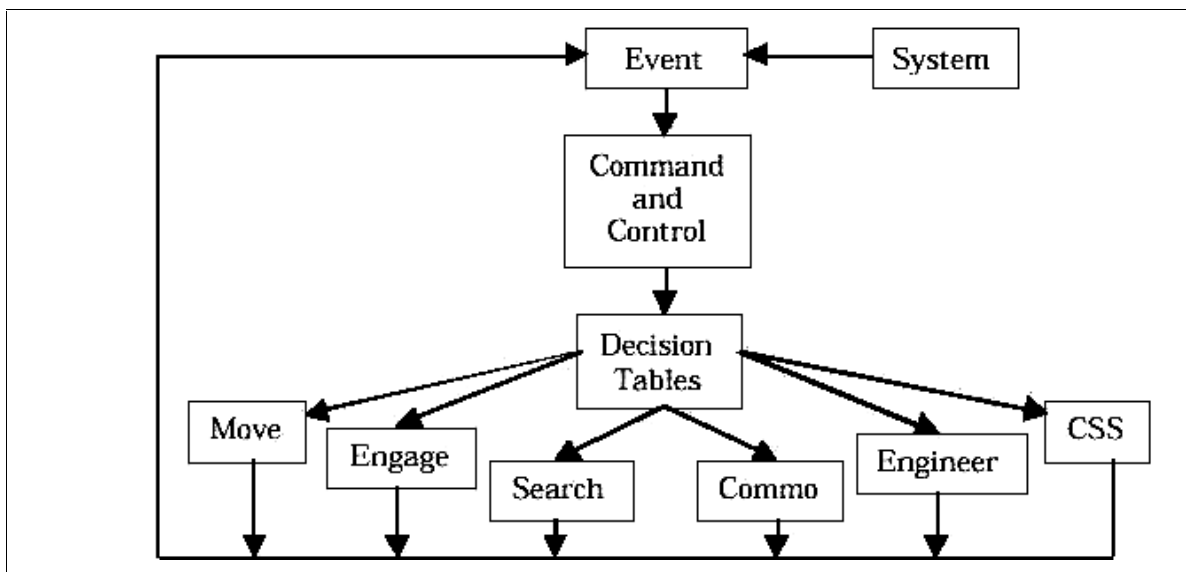 Event
System
Command
and
Control
Decision
Tables
Move
Engage
Search
Commo
Engineer
CSS